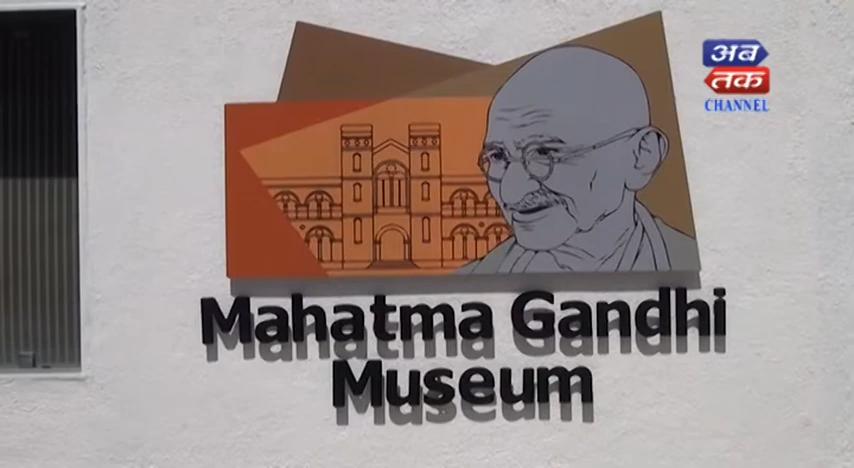 अब
तक
CHANNEL
Mahatma Gandhi
Museum